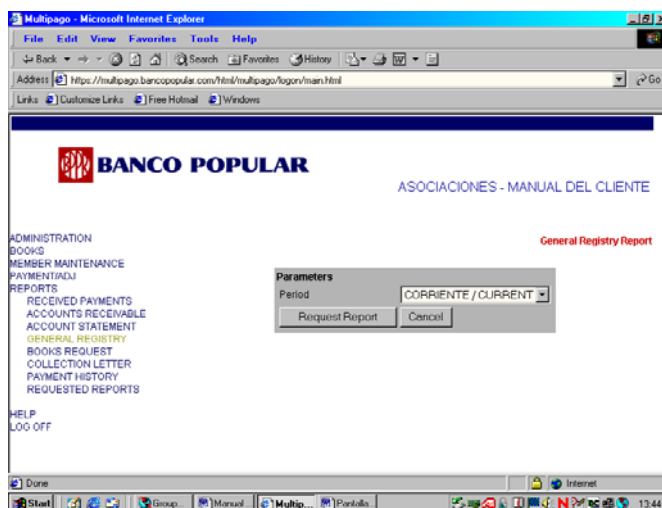 Multipago - Microsoft Internet Explorer
File Edit View Favorites Tools Help
Back Search Favorites History
Address https://multipago.bancopopular.com/html/multipago/logon/main.html Go
Links Customize Links Free Hotmail Windows
BANCO POPULAR
ASOCIACIONES - MANUAL DEL CLIENTE
ADMINISTRATION
General Registry Report
BOOKS
MEMBER MAINTENANCE
PAYMENT/ADJ
Parameters
REPORTS
Period CORRIENTE / CURRENT
RECEIVED PAYMENTS
ACCOUNTS RECEIVABLE
Request Report Cancel
ACCOUNT STATEMENT
GENERAL REGISTRY
BOOKS REQUEST
COLLECTION LETTER
PAYMENT HISTORY
REQUESTED REPORTS
HELP
LOG OFF
Done Internet
Start Group... Manual... Multip... Pantalla... 13:44